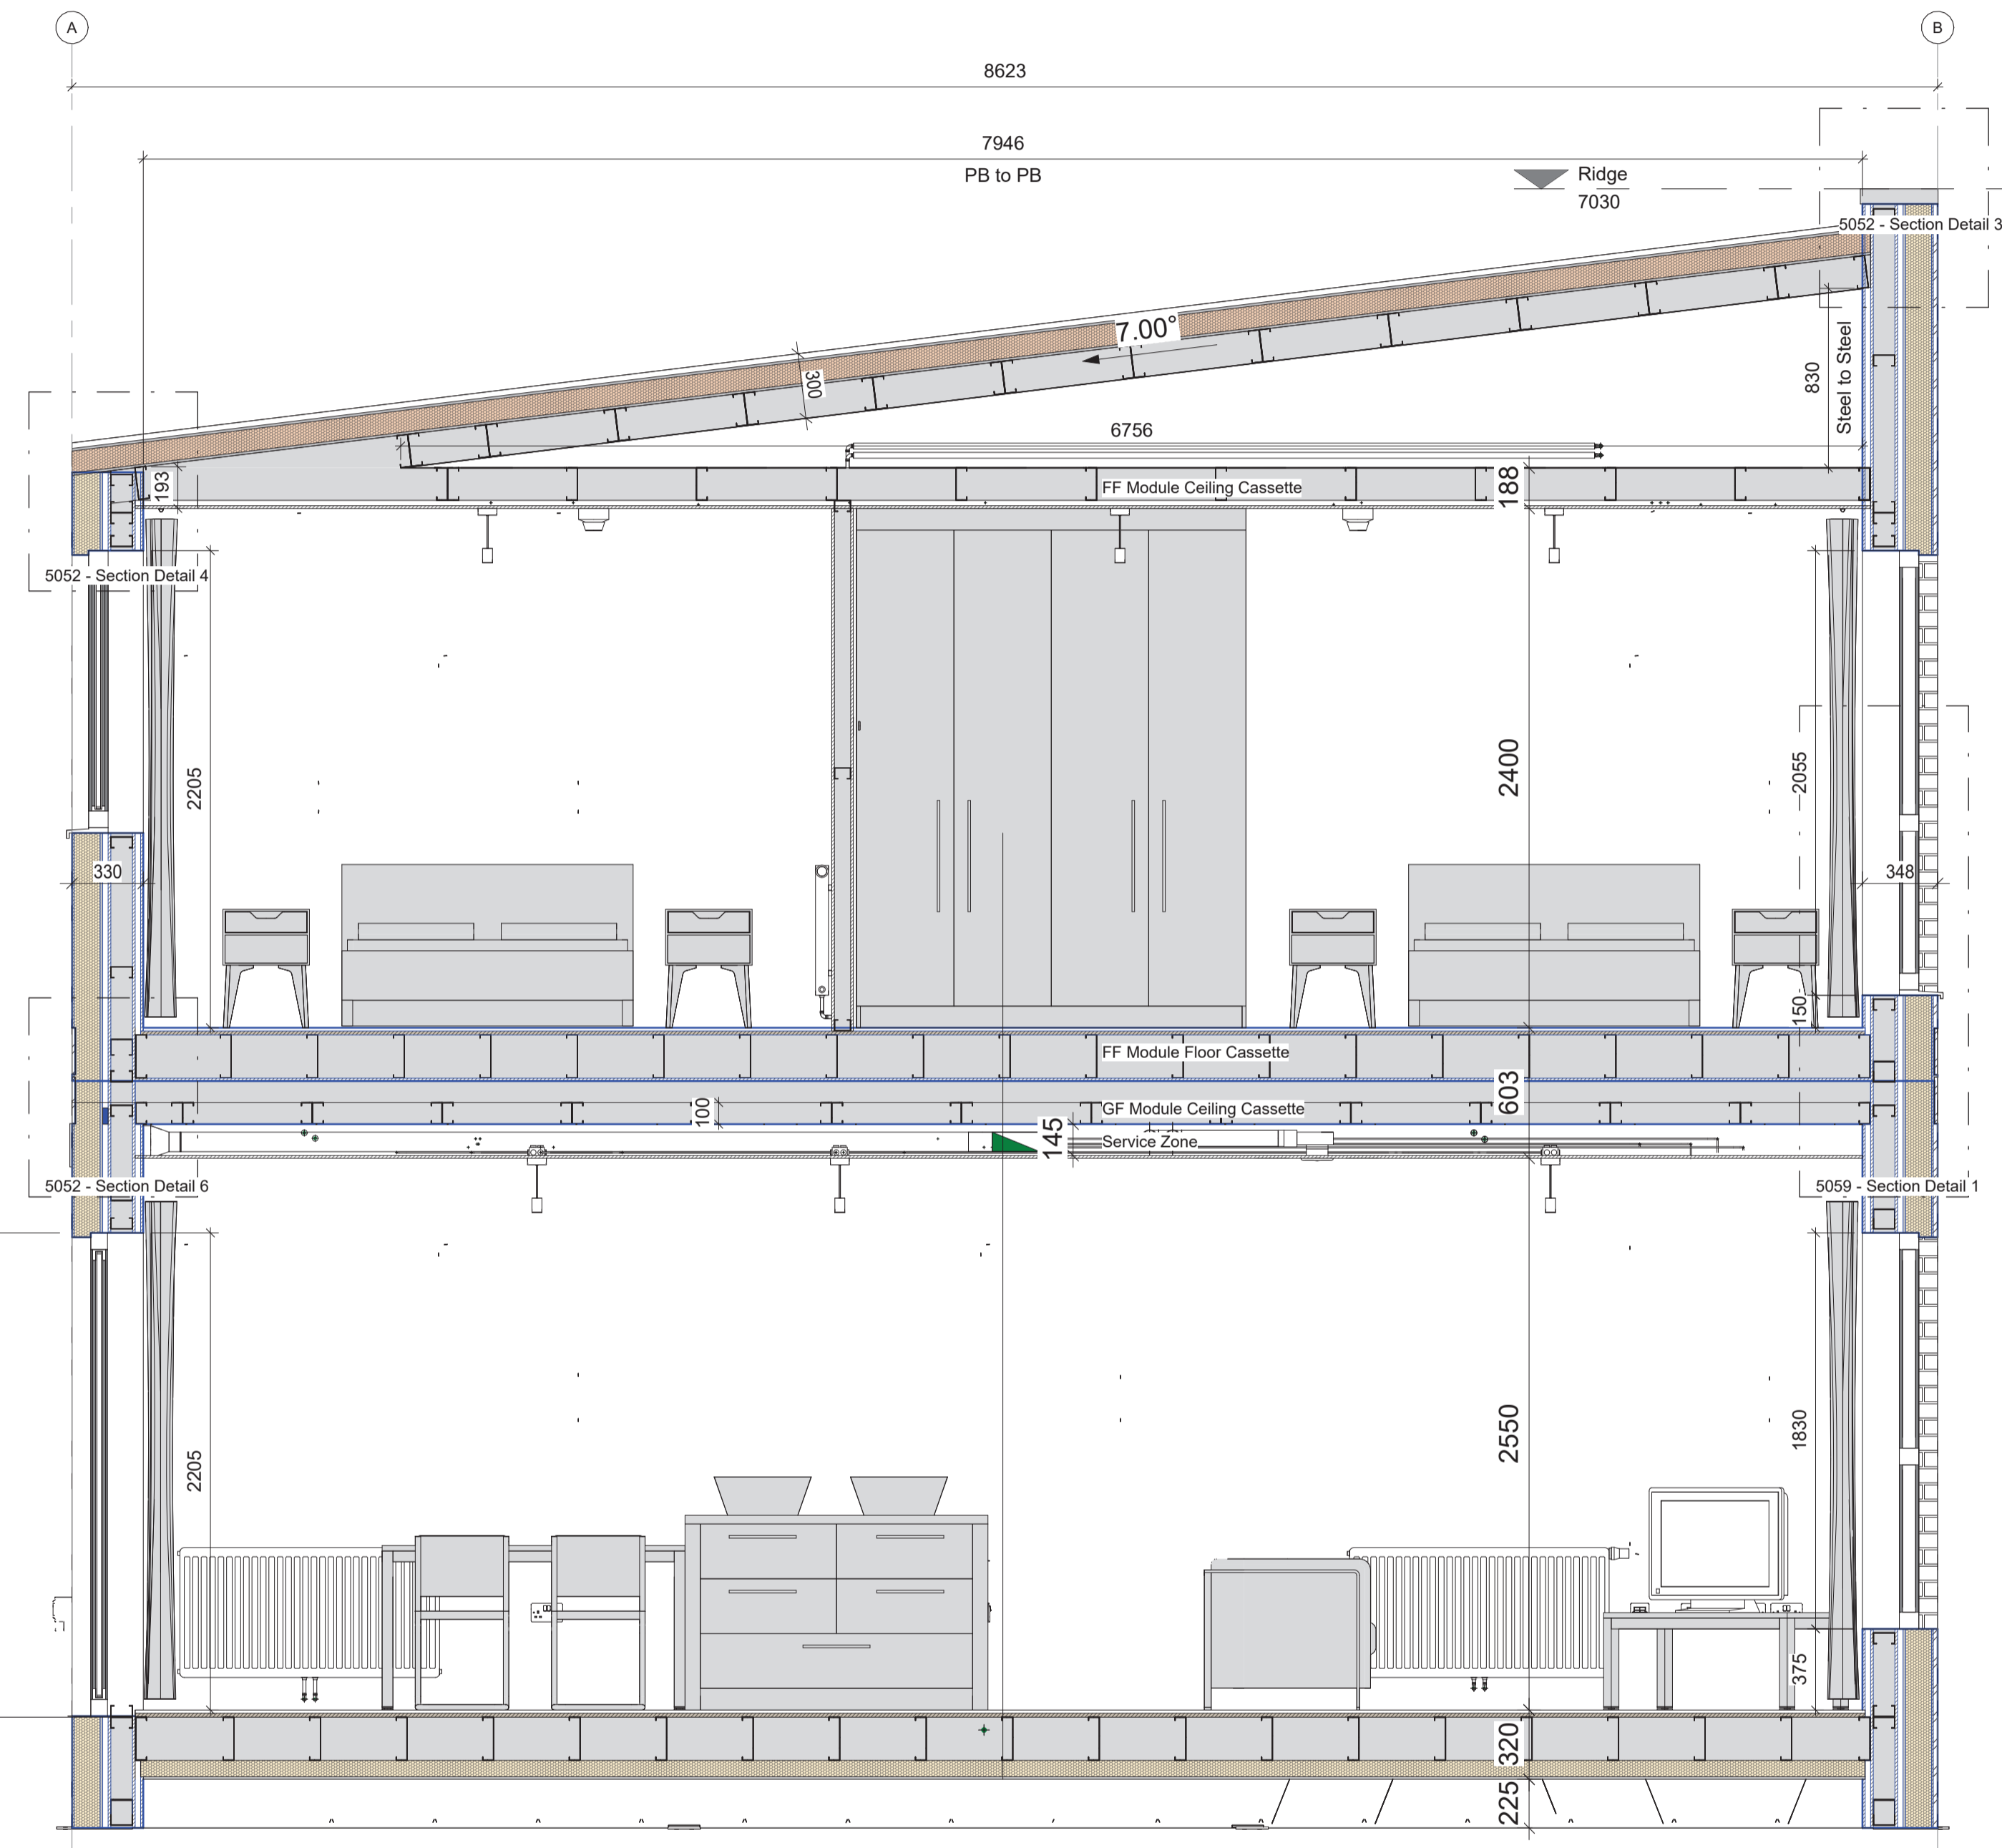 A
B
8623
7946
PB to PB
Ridge
7030
5052 - Section Detail 3
7.00°
300
830
Steel to Steel
6756
193
FF Module Ceiling Cassette
188
5052 - Section Detail 4
2205
2400
2055
330
348
150
FF Module Floor Cassette
603
100
GF Module Ceiling Cassette
145
Service Zone
5052 - Section Detail 6
5059 - Section Detail 1
2205
2550
1830
375
320
225